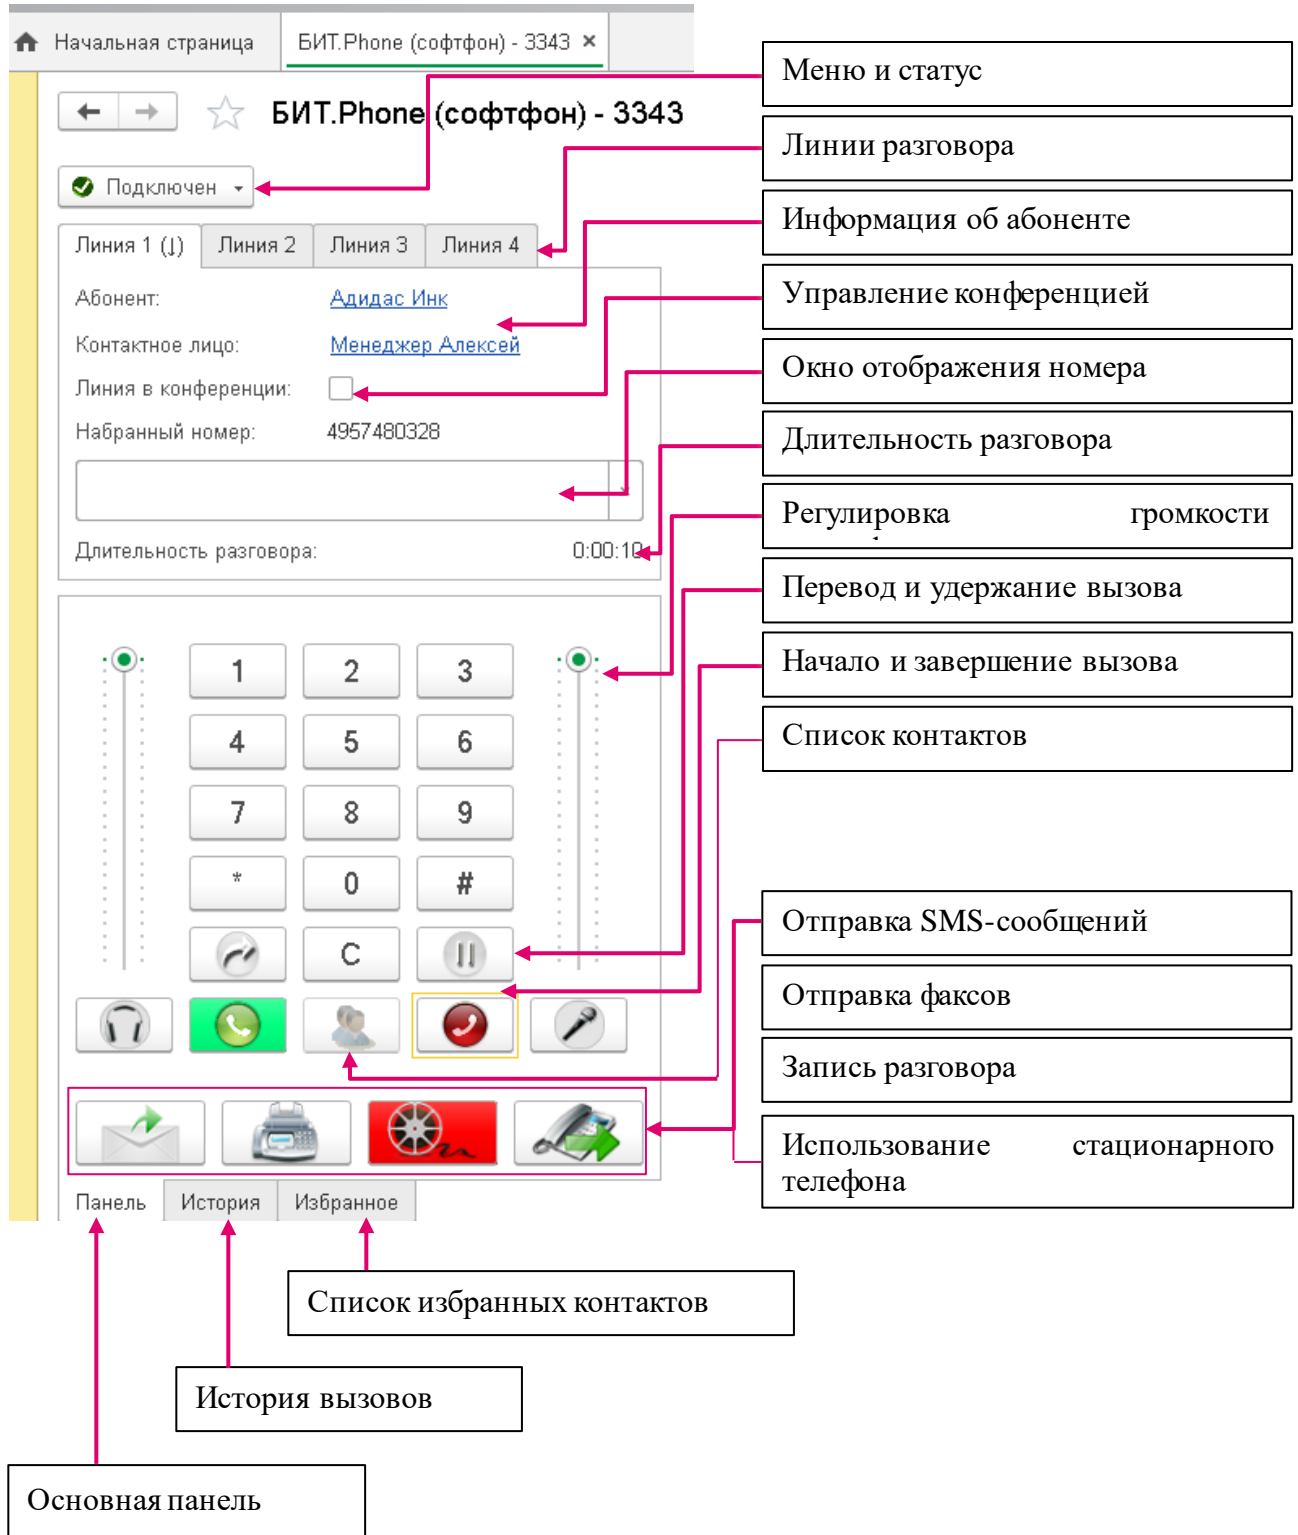 Начальная страница
БИТ.Phone (софтфон) - 3343 ×
БИТ.Phone (софтфон) - 3343
Подключен
Линия 1 (↓)
Линия 2
Линия 3
Линия 4
Абонент:
Адидас Инк
Контактное лицо:
Менеджер Алексей
Линия в конференции:
Набранный номер:
4957480328
Длительность разговора:
0:00:10
1
2
3
4
5
6
7
8
9
*
0
#
C
Панель
История
Избранное
Меню и статус
Линии разговора
Информация об абоненте
Управление конференцией
Окно отображения номера
Длительность разговора
Регулировка громкости
Перевод и удержание вызова
Начало и завершение вызова
Список контактов
Отправка SMS-сообщений
Отправка факсов
Запись разговора
Использование стационарного
телефона
Список избранных контактов
История вызовов
Основная панель